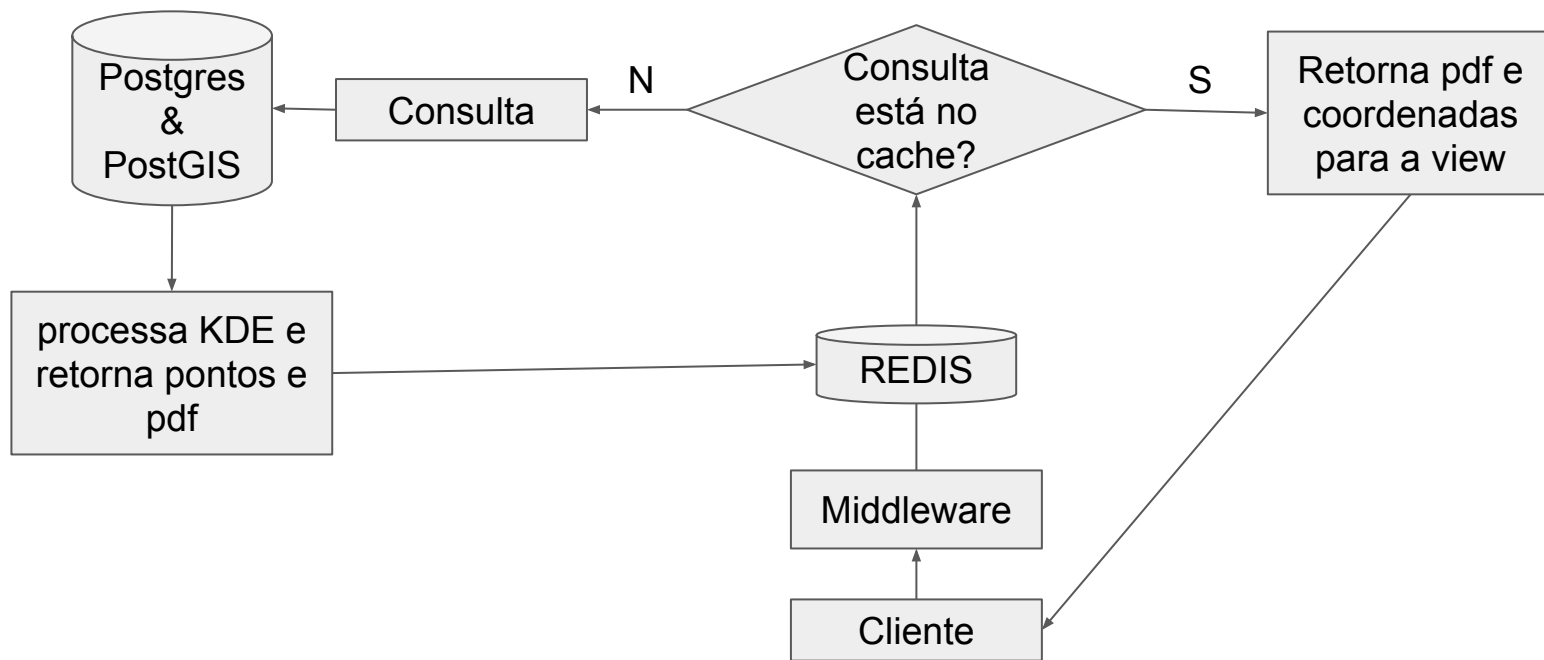 Postgres
&
PostGIS
Consulta
N
Consulta
está no
cache?
S
Retorna pdf e
coordenadas
para a view
processa KDE e
retorna pontos e
pdf
REDIS
Middleware
Cliente